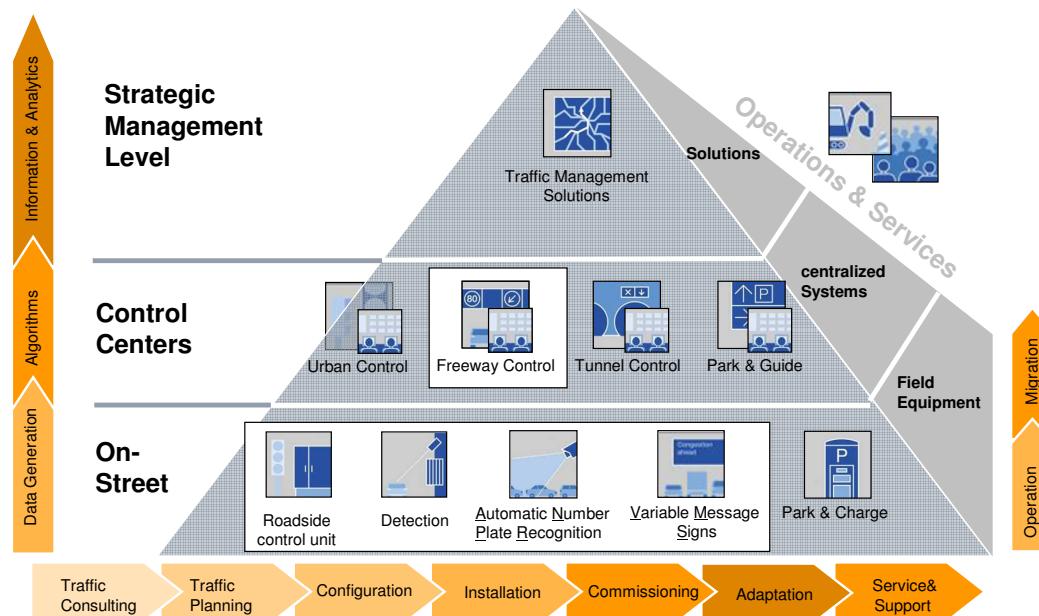 Information & Analytics
Algorithms
Data Generation
Strategic
Management
Level
Traffic Management
Solutions
Solutions
Operations & Services
Control
Centers
Urban Control
80
Freeway Control
Tunnel Control
P
Park & Guide
centralized
Systems
On-
Street
Roadside
control unit
Detection
Automatic Number
Plate Recognition
Congestion
ahead
Variable Message
Signs
P
Park & Charge
Field
Equipment
Migration
Operation
Traffic
Consulting
Traffic
Planning
Configuration
Installation
Commissioning
Adaptation
Service&
Support